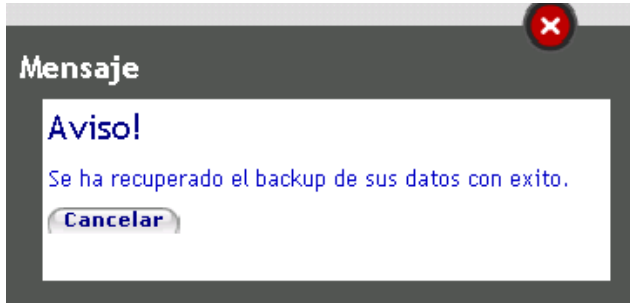 Mensaje
Aviso!
Se ha recuperado el backup de sus datos con exito.
Cancelar